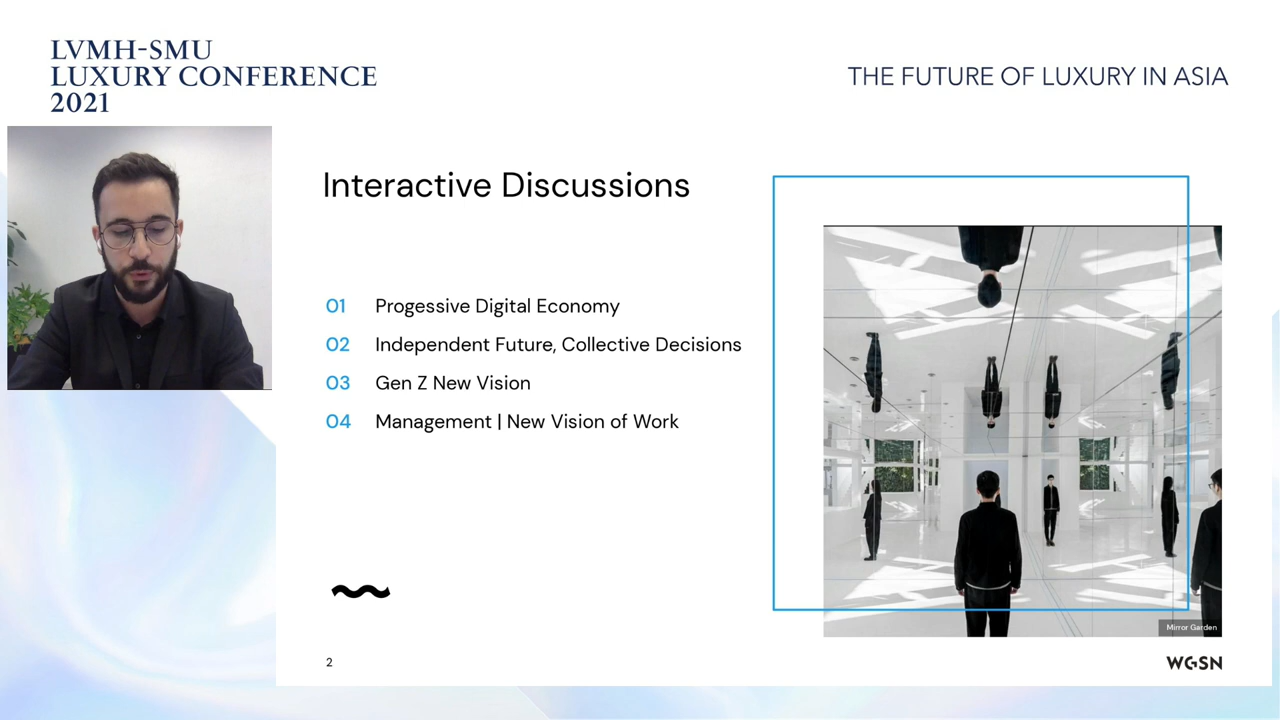 LVMH-SMU
LUXURY CONFERENCE
2021
THE FUTURE OF LUXURY IN ASIA
Interactive Discussions
01 Progessive Digital Economy
02 Independent Future, Collective Decisions
03 Gen Z New Vision
04 Management | New Vision of Work
Mirror Garden
2
WGSN